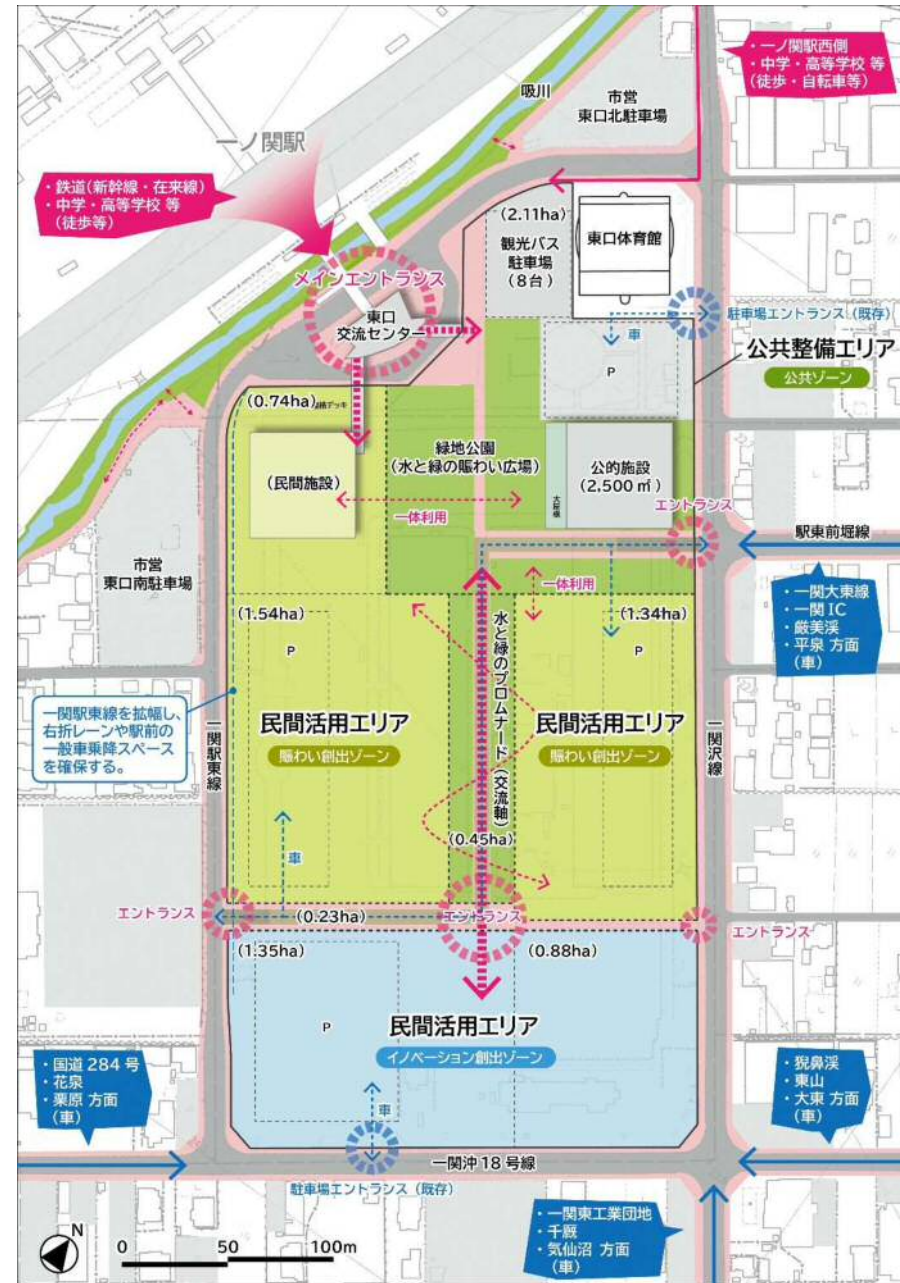 ・一ノ関駅西側
・中学・高等学校 等
(徒歩・自転車等)
吸川
市営
東口北駐車場
一ノ関駅
・鉄道(新幹線・在来線)
・中学・高等学校 等
(徒歩等)
(2.11ha)
観光バス
駐車場
(8台)
東口体育館
メインエントランス
東口
交流センター
駐車場エントランス(既存)
車
公共整備エリア
公共ゾーン
P
(0.74ha)
デッキ
緑地公園
(水と緑の賑わい広場)
(民間施設)
公的施設
(2,500㎡)
大屋根
一体利用
エントランス
駅東前堀線
市営
東口南駐車場
・一関大東線
・一関IC
・厳美渓
・平泉 方面
(車)
一体利用
(1.54ha)
(1.34ha)
P
P
水と緑のプロムナード(交流軸)
一関駅東線を拡幅し、
右折レーンや駅前の
一般車乗降スペース
を確保する。
一関駅東線
民間活用エリア
賑わい創出ゾーン
民間活用エリア
賑わい創出ゾーン
一関沢線
(0.45ha)
車
エントランス
(0.23ha)
エントランス
エントランス
(1.35ha)
(0.88ha)
P
民間活用エリア
イノベーション創出ゾーン
・国道284号
・花泉
・栗原 方面
(車)
車
・猊鼻渓
・東山
・大東 方面
(車)
一関沖18号線
駐車場エントランス(既存)
・一関東工業団地
・千厩
・気仙沼 方面
(車)
N
0 50 100m